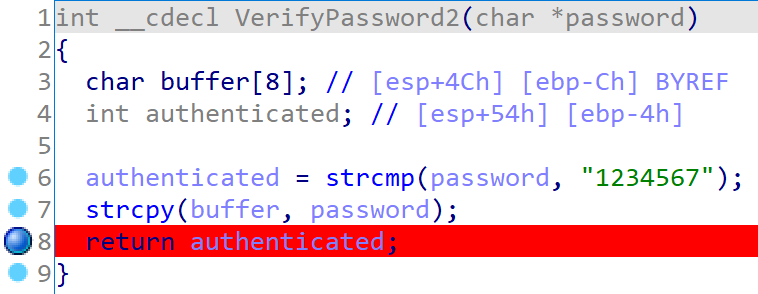 1 int __cdecl VerifyPassword2(char *password)
2 {
3 char buffer[8]; // [esp+4Ch] [ebp-Ch] BYREF
4 int authenticated; // [esp+54h] [ebp-4h]
5
6 authenticated = strcmp(password, "1234567");
7 strcpy(buffer, password);
8 return authenticated;
9 }